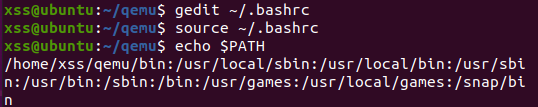 xss@ubuntu:~/qemu$ gedit ~/.bashrc
xss@ubuntu:~/qemu$ source ~/.bashrc
xss@ubuntu:~/qemu$ echo $PATH
/home/xss/qemu/bin:/usr/local/sbin:/usr/local/bin:/usr/sbi
n:/usr/bin:/sbin:/bin:/usr/games:/usr/local/games:/snap/bi
n